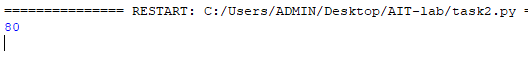 =============== RESTART: C:/Users/ADMIN/Desktop/AIT-lab/task2.py =
80